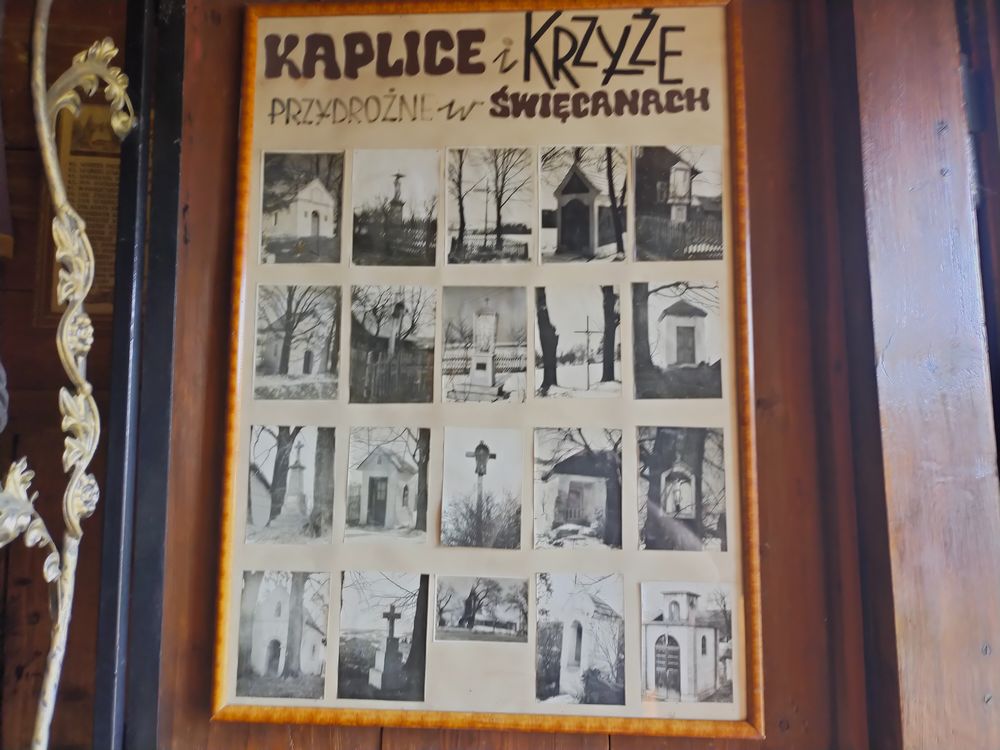 KAPLICE i KRZYŻE
PRZYDROŻNE w ŚWIĘCANACH